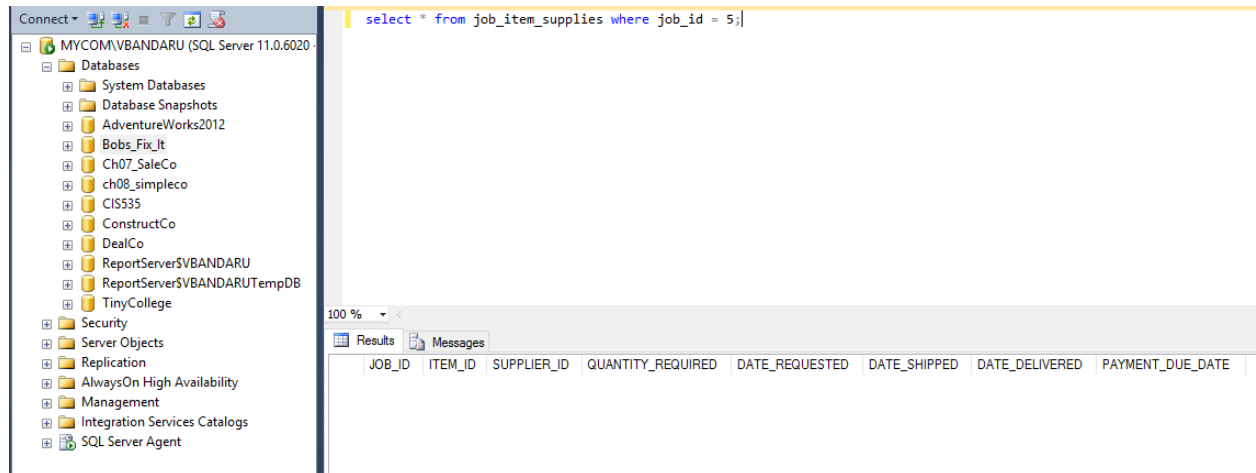 Connect
MYCOM\VBANDARU (SQL Server 11.0.6020 -
Databases
System Databases
Database Snapshots
AdventureWorks2012
Bobs_Fix_It
Ch07_SaleCo
ch08_simpleco
CIS535
ConstructCo
DealCo
ReportServer$VBANDARU
ReportServer$VBANDARUTempDB
TinyCollege
Security
Server Objects
Replication
AlwaysOn High Availability
Management
Integration Services Catalogs
SQL Server Agent
select * from job_item_supplies where job_id = 5;
100 %
Results Messages
JOB_ID ITEM_ID SUPPLIER_ID QUANTITY_REQUIRED DATE_REQUESTED DATE_SHIPPED DATE_DELIVERED PAYMENT_DUE_DATE